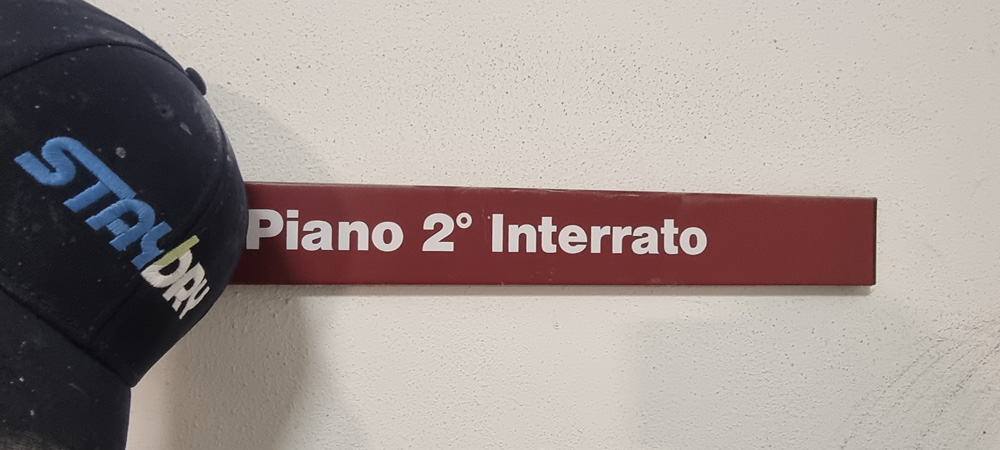 STAYDRY
Piano 2° Interrato